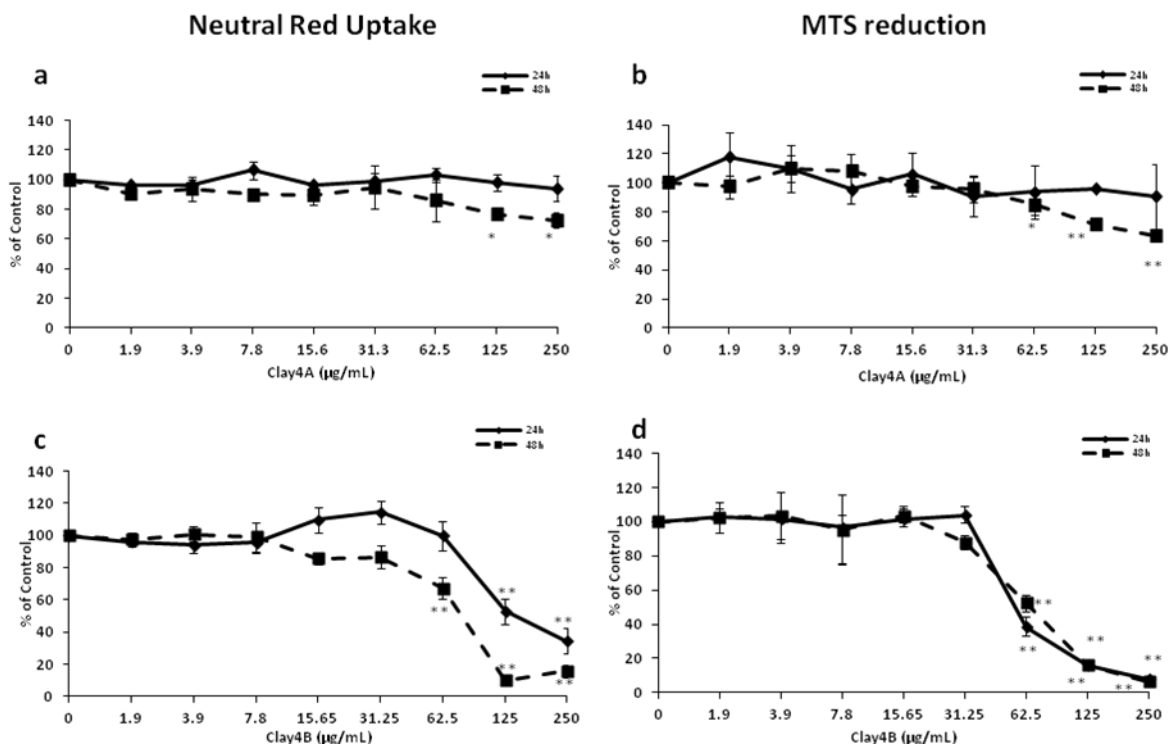 Neutral Red Uptake
MTS reduction
a
24h
48h
140
120
100
80
60
40
20
0
% of Control
*
*
0 1.9 3.9 7.8 15.6 31.3 62.5 125 250
Clay4A (µg/mL)
b
24h
48h
140
120
100
80
60
40
20
0
% of Control
*
**
**
0 1.9 3.9 7.8 15.6 31.3 62.5 125 250
Clay4A (µg/mL)
c
24h
48h
140
120
100
80
60
40
20
0
% of Control
**
**
**
**
**
0 1.9 3.9 7.8 15.65 31.25 62.5 125 250
Clay4B (µg/mL)
d
24h
48h
140
120
100
80
60
40
20
0
% of Control
**
**
**
**
**
**
0 1.9 3.9 7.8 15.65 31.25 62.5 125 250
Clay4B (µg/mL)